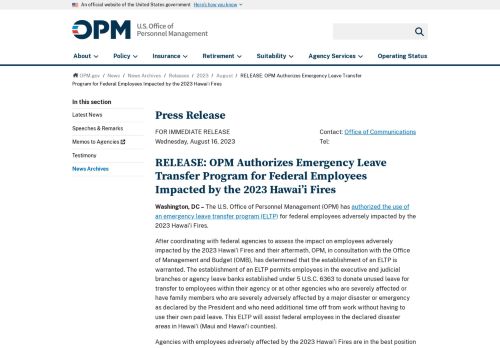 An official website of the United States government Here's how you know
OPM U.S. Office of
Personnel Management
About Policy Insurance Retirement Suitability Agency Services Operating Status
OPM.gov / News / News Archives / Releases / 2023 / August / RELEASE: OPM Authorizes Emergency Leave Transfer
Program for Federal Employees Impacted by the 2023 Hawai'i Fires
In this section
Latest News
Speeches & Remarks
Memos to Agencies
Testimony
News Archives
Press Release
FOR IMMEDIATE RELEASE Contact: Office of Communications
Wednesday, August 16, 2023 Tel:
RELEASE: OPM Authorizes Emergency Leave
Transfer Program for Federal Employees
Impacted by the 2023 Hawai'i Fires
Washington, DC – The U.S. Office of Personnel Management (OPM) has authorized the use of
an emergency leave transfer program (ELTP) for federal employees adversely impacted by the
2023 Hawai'i Fires.
After coordinating with federal agencies to assess the impact on employees adversely
impacted by the 2023 Hawai'i Fires and their aftermath, OPM, in consultation with the Office
of Management and Budget (OMB), has determined that the establishment of an ELTP is
warranted. The establishment of an ELTP permits employees in the executive and judicial
branches or agency leave banks established under 5 U.S.C. 6363 to donate unused leave for
transfer to employees within their agency or at other agencies who are severely affected or
have family members who are severely adversely affected by a major disaster or emergency
as declared by the President and who need additional time off from work without having to
use their own paid leave. This ELTP will assist federal employees in the declared disaster
areas in Hawai'i (Maui and Hawai'i counties).
Agencies with employees adversely affected by the 2023 Hawai'i Fires are in the best position